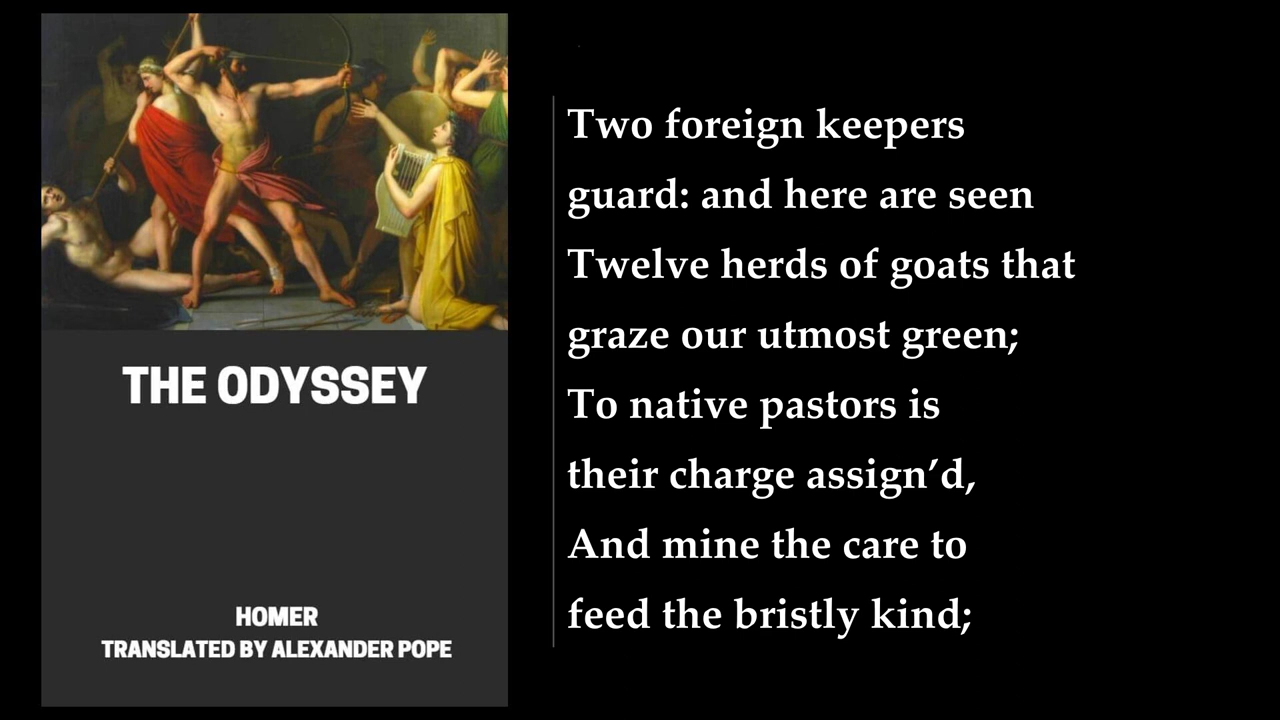 THE ODYSSEY
HOMER
TRANSLATED BY ALEXANDER POPE
Two foreign keepers
guard: and here are seen
Twelve herds of goats that
graze our utmost green;
To native pastors is
their charge assign’d,
And mine the care to
feed the bristly kind;